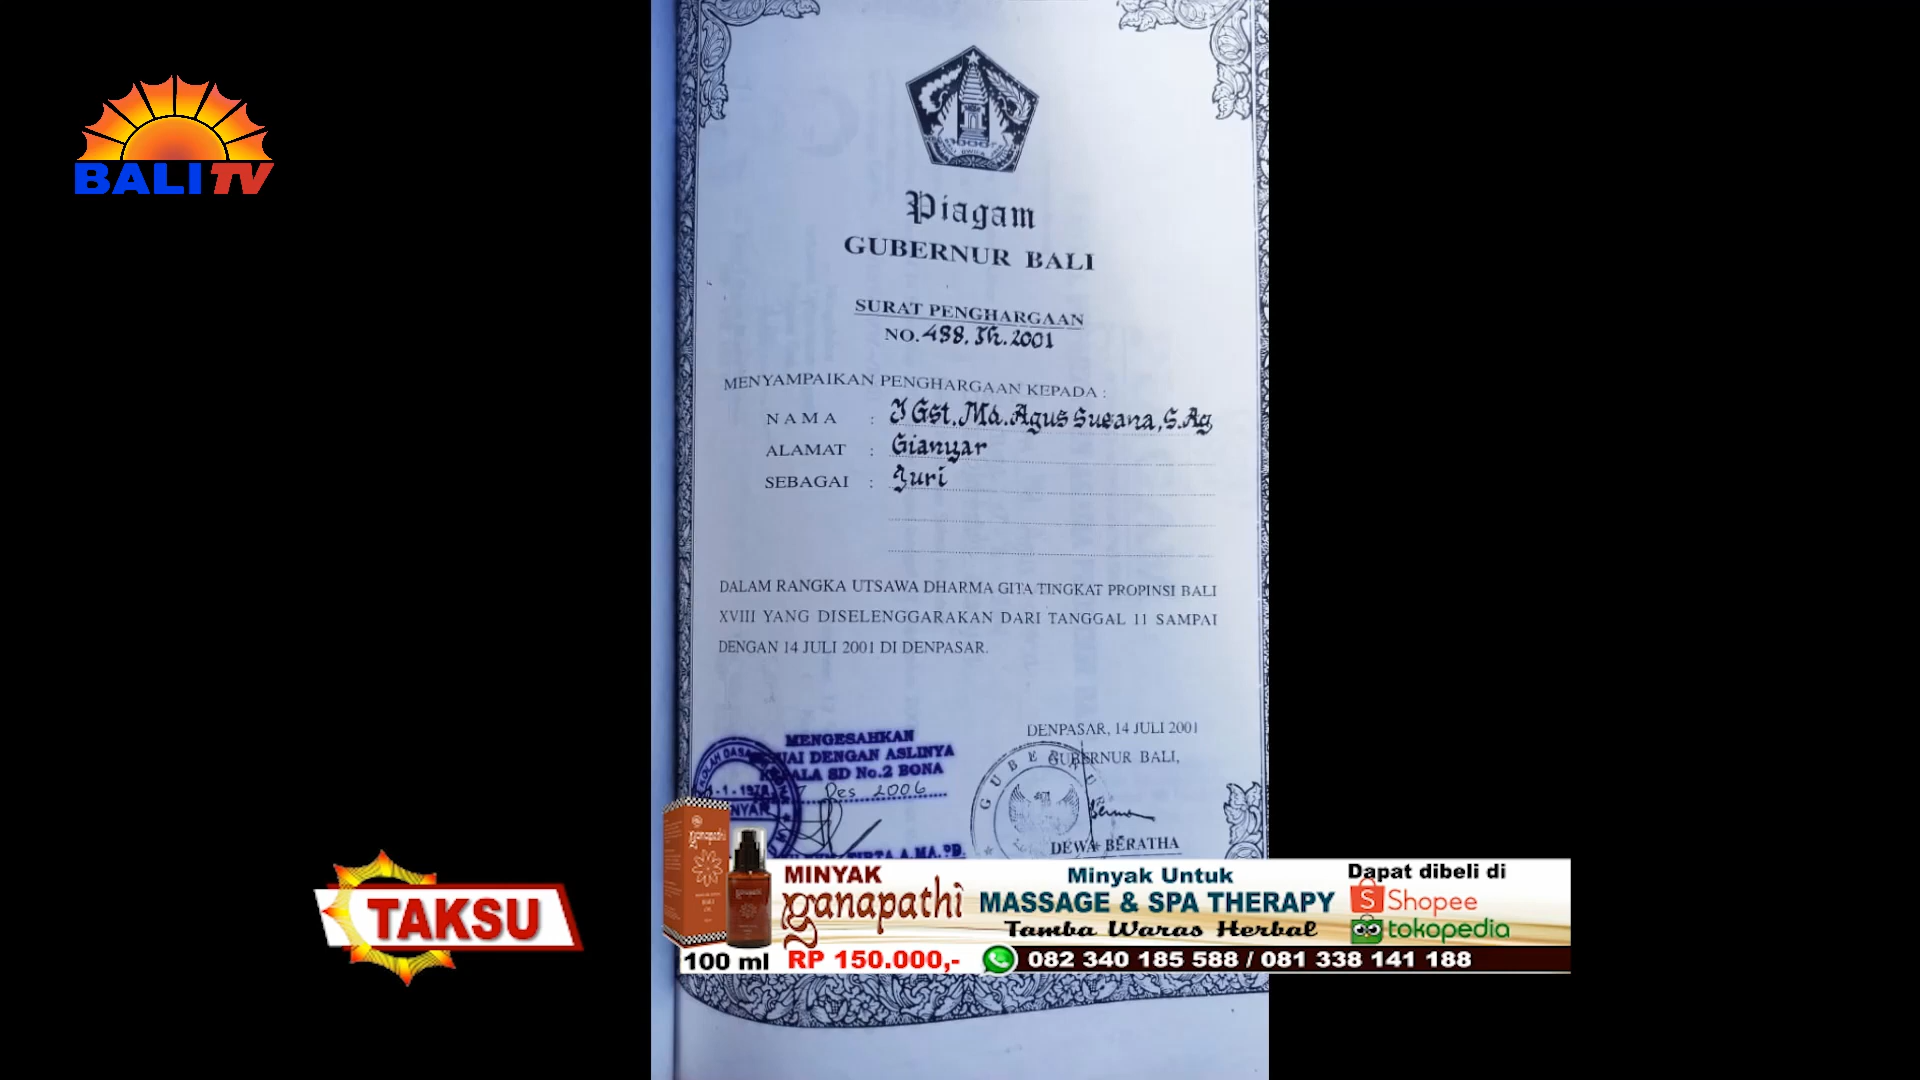 BALI TV
Piagam
GUBERNUR BALI
SURAT PENGHARGAAN
NO. 488. Th. 2001
MENYAMPAIKAN PENGHARGAAN KEPADA :
NAMA : I Gst. Md. Agus Sueana, S.Ag
ALAMAT : Gianyar
SEBAGAI : Juri
DALAM RANGKA UTSAWA DHARMA GITA TINGKAT PROPINSI BALI
XVIII YANG DISELENGGARAKAN DARI TANGGAL 11 SAMPAI
DENGAN 14 JULI 2001 DI DENPASAR.
DENPASAR, 14 JULI 2001
GUBERNUR BALI,
DEWA BERATHA
MENGESAHKAN
DENGAN ASLINYA
SD No.2 BONA
Des 2006
TAKSU
MINYAK
ganapathi
100 ml
RP 150.000,-
Minyak Untuk
MASSAGE & SPA THERAPY
Tamba Waras Herbal
Dapat dibeli di
Shopee
tokopedia
082 340 185 588 / 081 338 141 188